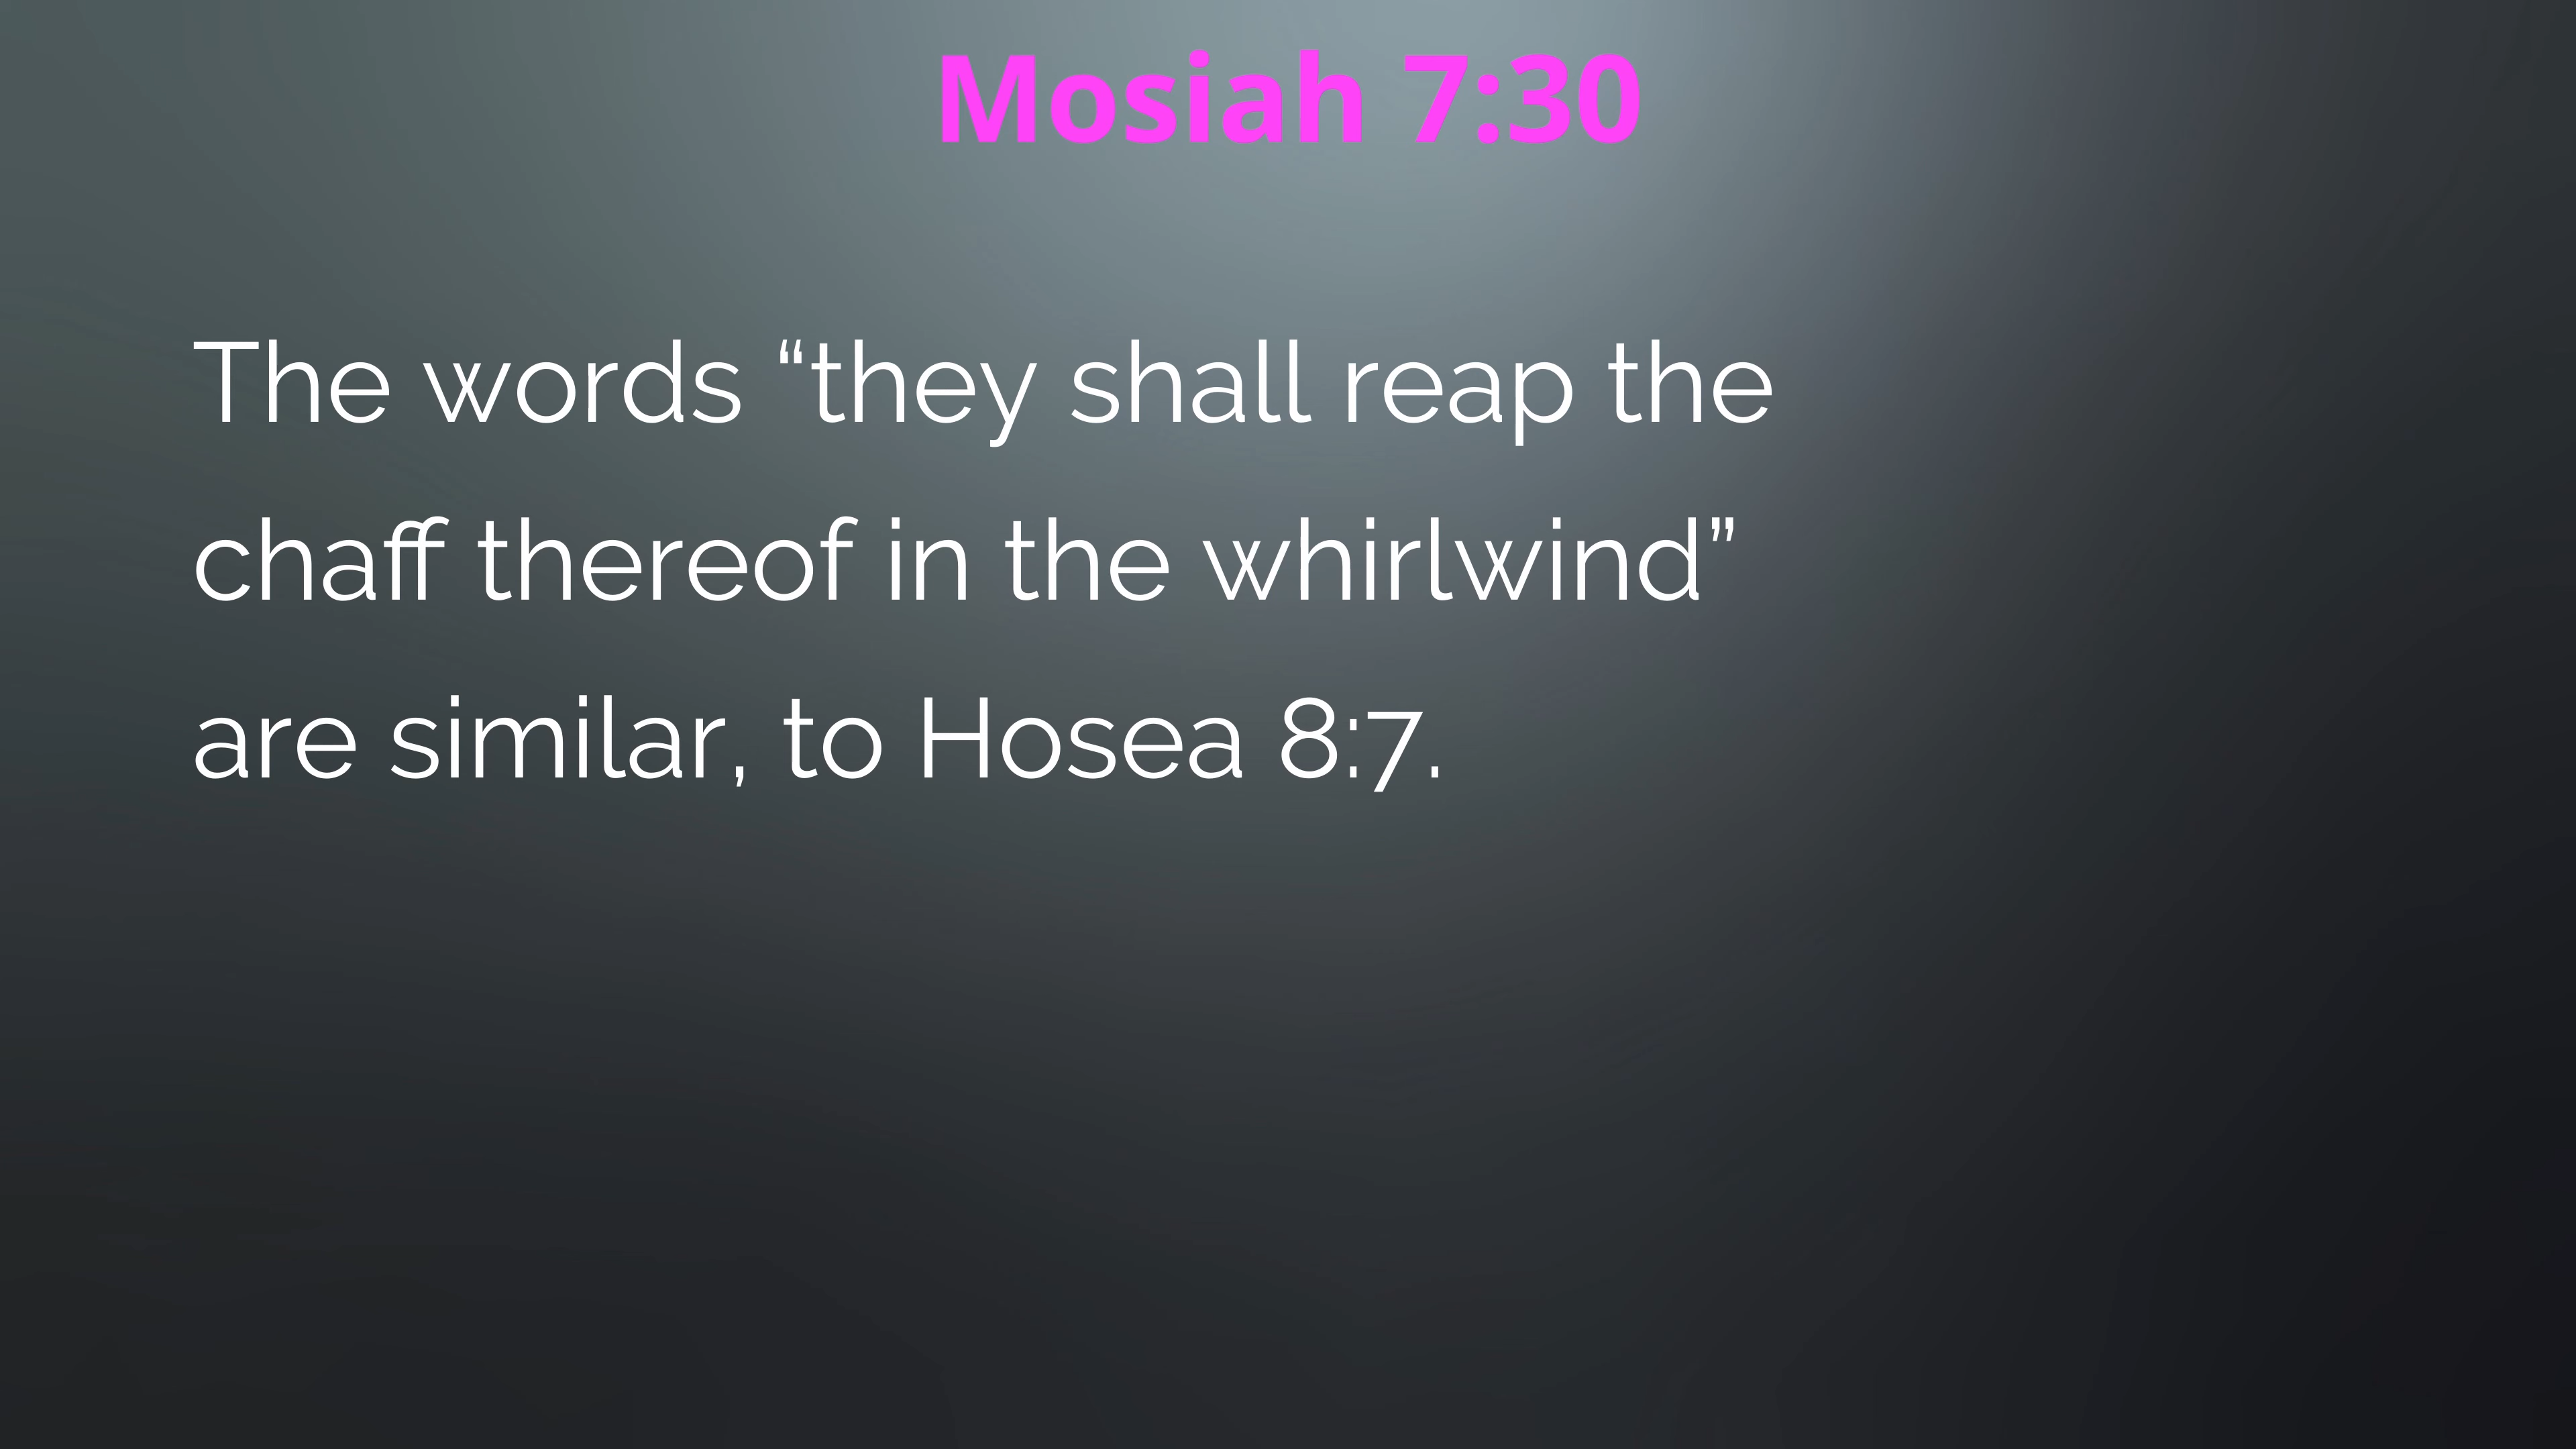 Mosiah 7:30
The words “they shall reap the
chaff thereof in the whirlwind”
are similar, to Hosea 8:7.